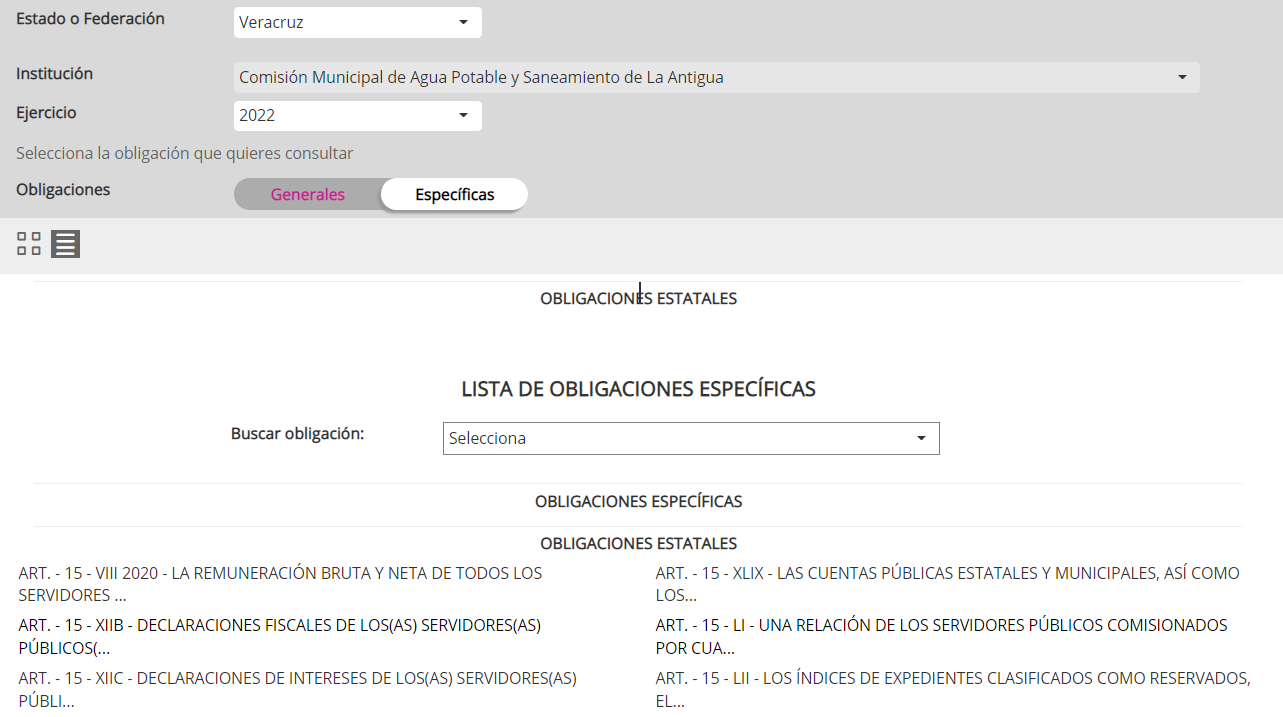 Estado o Federación
Veracruz
Institución
Comisión Municipal de Agua Potable y Saneamiento de La Antigua
Ejercicio
2022
Selecciona la obligación que quieres consultar
Obligaciones
Generales
Específicas
OBLIGACIONES ESTATALES
LISTA DE OBLIGACIONES ESPECÍFICAS
Buscar obligación:
Selecciona
OBLIGACIONES ESPECÍFICAS
OBLIGACIONES ESTATALES
ART. - 15 - VIII 2020 - LA REMUNERACIÓN BRUTA Y NETA DE TODOS LOS
SERVIDORES ...
ART. - 15 - XLIX - LAS CUENTAS PÚBLICAS ESTATALES Y MUNICIPALES, ASÍ COMO
LOS...
ART. - 15 - XIIB - DECLARACIONES FISCALES DE LOS(AS) SERVIDORES(AS)
PÚBLICOS(...
ART. - 15 - LI - UNA RELACIÓN DE LOS SERVIDORES PÚBLICOS COMISIONADOS
POR CUA...
ART. - 15 - XIIC - DECLARACIONES DE INTERESES DE LOS(AS) SERVIDORES(AS)
PÚBLI...
ART. - 15 - LII - LOS ÍNDICES DE EXPEDIENTES CLASIFICADOS COMO RESERVADOS,
EL...